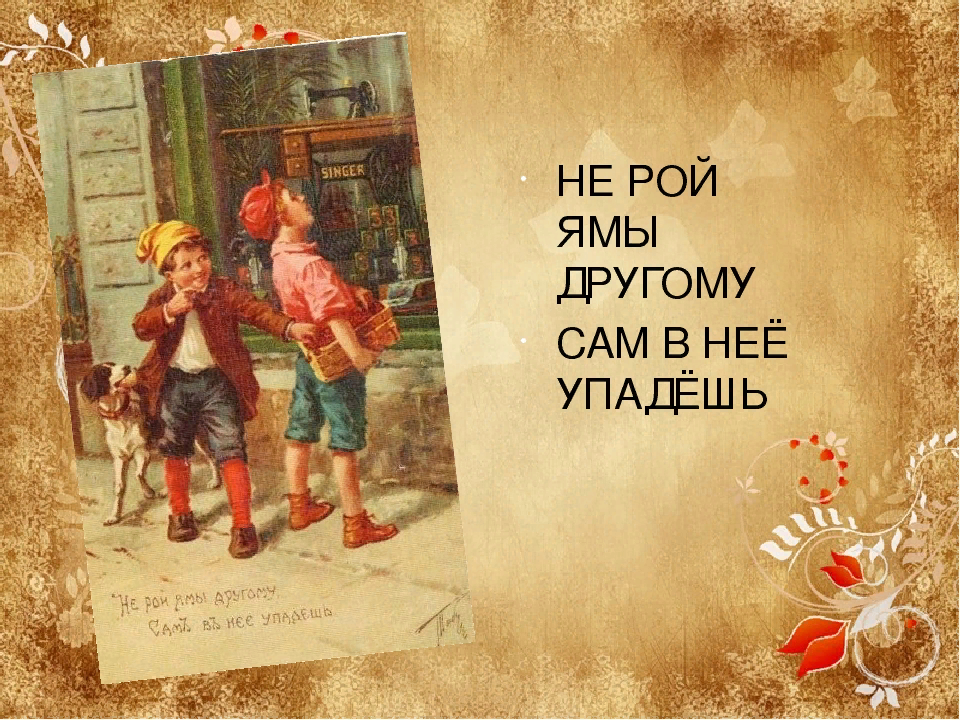 SINGER
"Не рой ямы другому,
Самъ въ нее упадешь
НЕ РОЙ
ЯМЫ
ДРУГОМУ
САМ В НЕЁ
УПАДЁШЬ